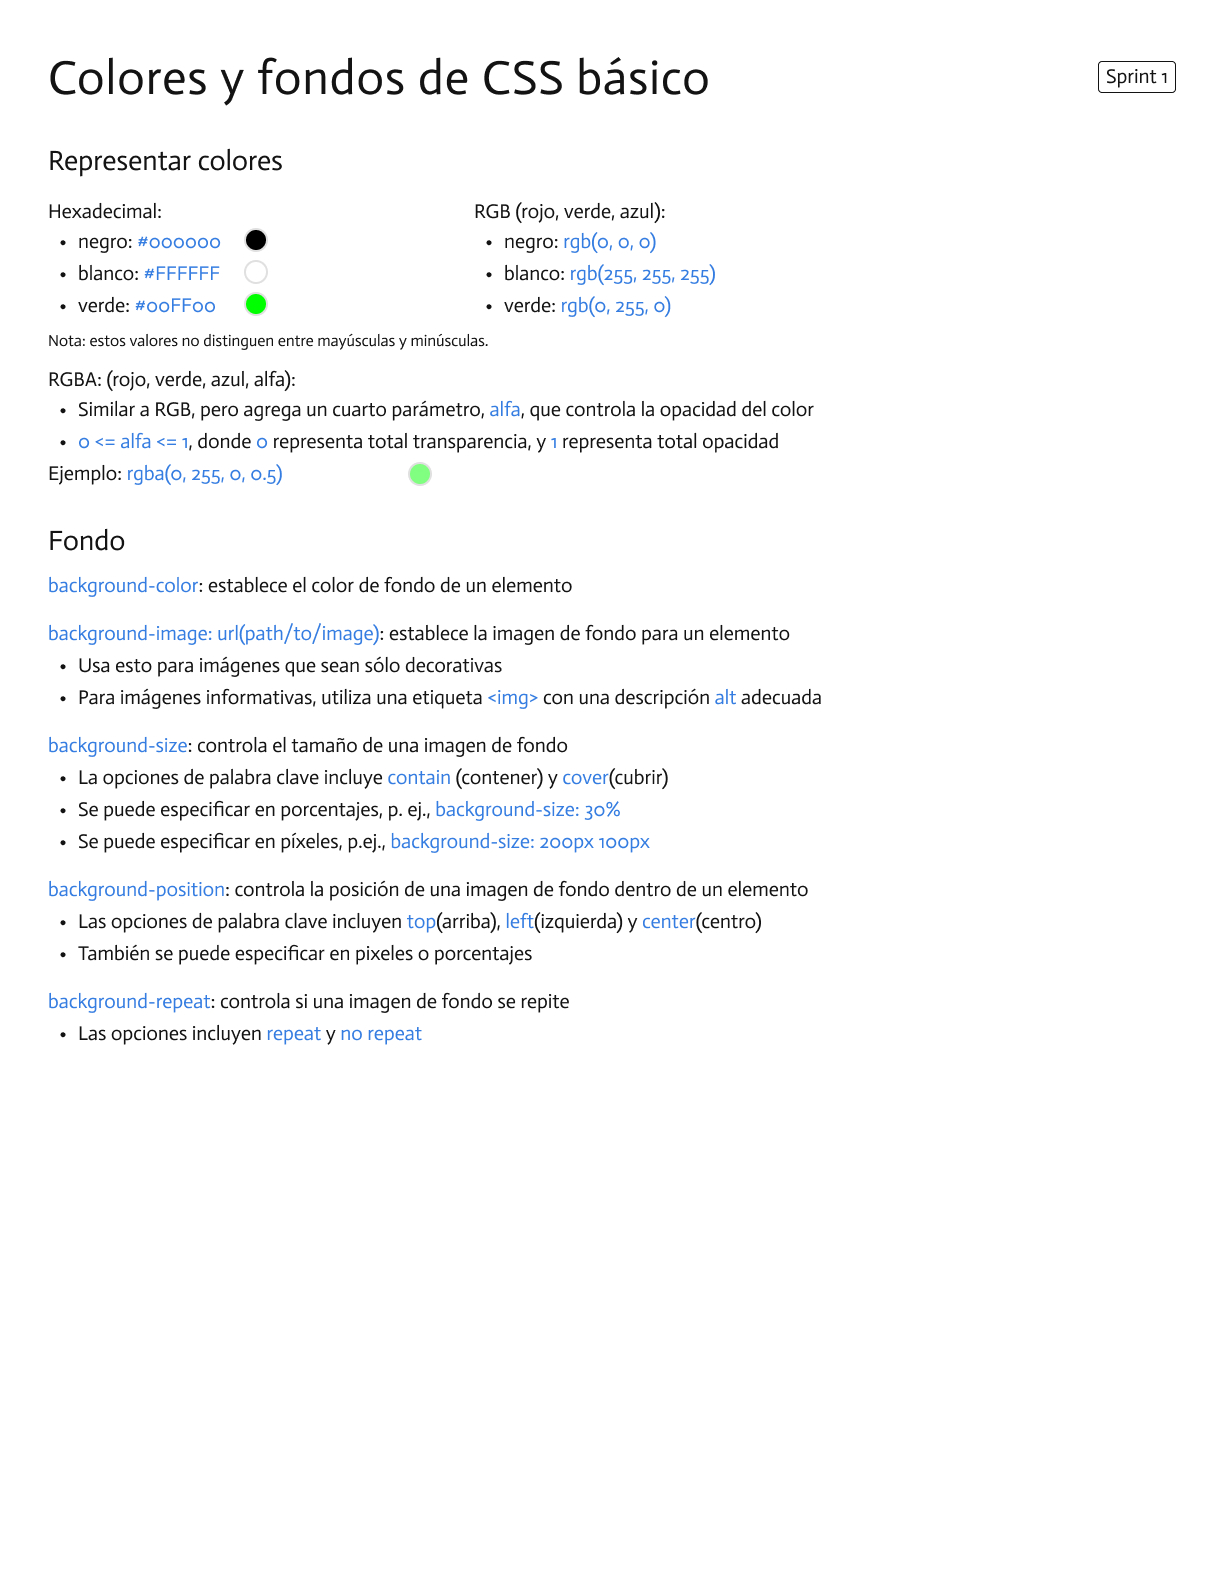 Colores y fondos de CSS básico
Sprint 1
Representar colores
Hexadecimal:
• negro: #000000
• blanco: #FFFFFF
• verde: #00FF00
RGB (rojo, verde, azul):
• negro: rgb(0, 0, 0)
• blanco: rgb(255, 255, 255)
• verde: rgb(0, 255, 0)
Nota: estos valores no distinguen entre mayúsculas y minúsculas.
RGBA: (rojo, verde, azul, alfa):
• Similar a RGB, pero agrega un cuarto parámetro, alfa, que controla la opacidad del color
• 0 <= alfa <= 1, donde 0 representa total transparencia, y 1 representa total opacidad
Ejemplo: rgba(0, 255, 0, 0.5)
Fondo
background-color: establece el color de fondo de un elemento
background-image: url(path/to/image): establece la imagen de fondo para un elemento
• Usa esto para imágenes que sean sólo decorativas
• Para imágenes informativas, utiliza una etiqueta <img> con una descripción alt adecuada
background-size: controla el tamaño de una imagen de fondo
• La opciones de palabra clave incluye contain (contener) y cover(cubrir)
• Se puede especificar en porcentajes, p. ej., background-size: 30%
• Se puede especificar en píxeles, p.ej., background-size: 200px 100px
background-position: controla la posición de una imagen de fondo dentro de un elemento
• Las opciones de palabra clave incluyen top(arriba), left(izquierda) y center(centro)
• También se puede especificar en pixeles o porcentajes
background-repeat: controla si una imagen de fondo se repite
• Las opciones incluyen repeat y no repeat